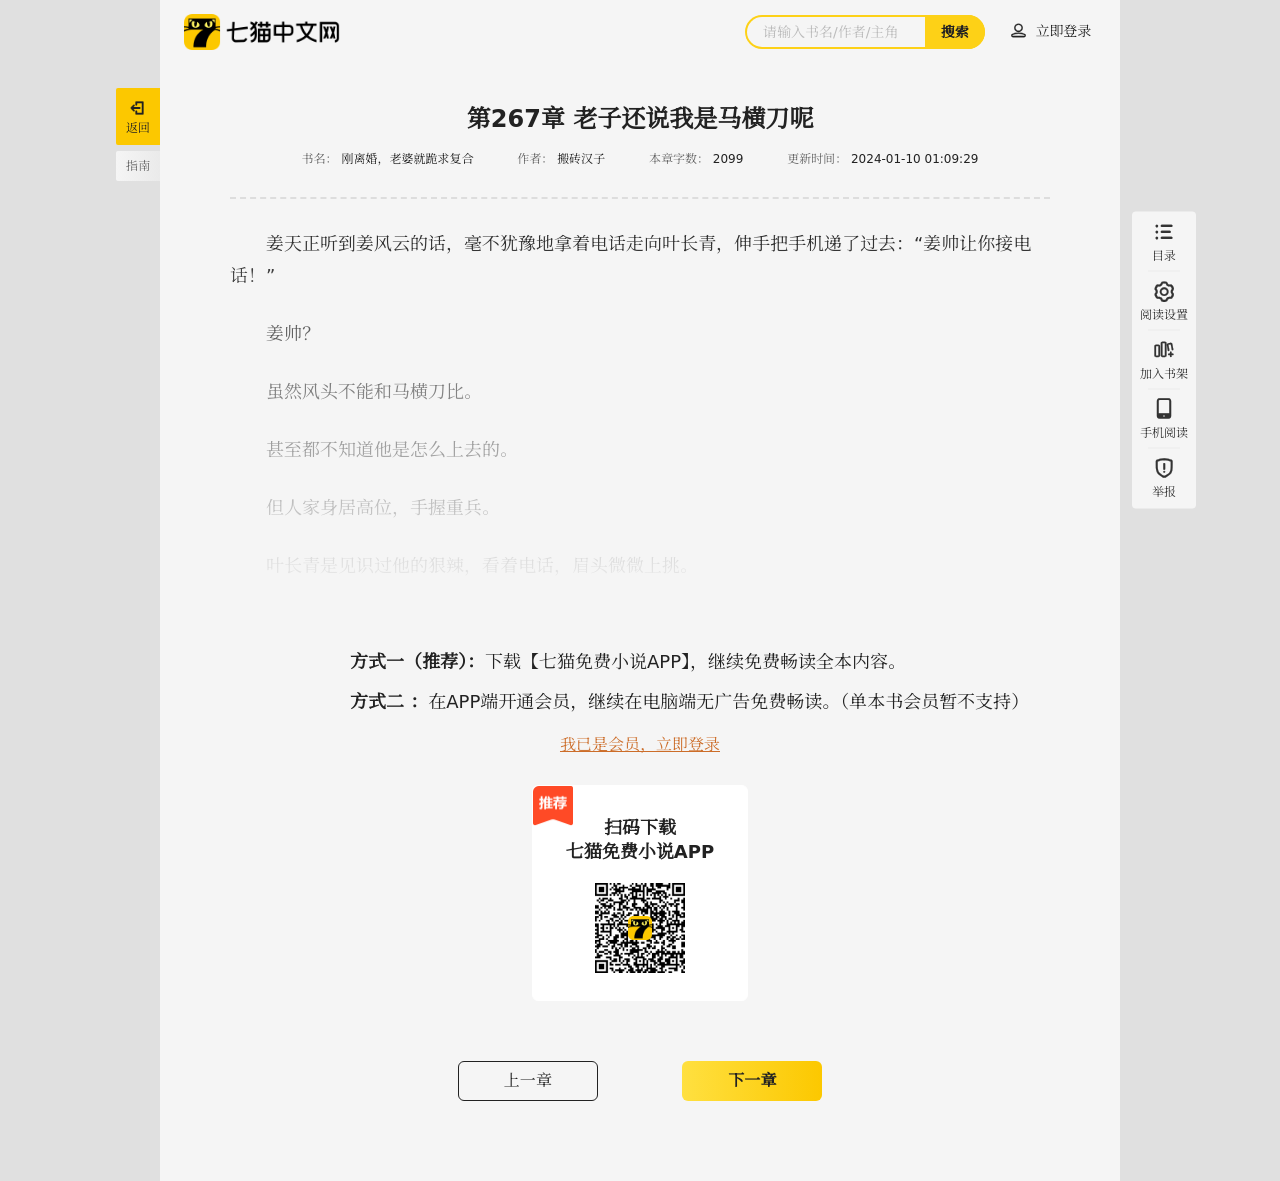 七猫中文网
请输入书名/作者/主角
搜索
立即登录
返回
指南
第267章 老子还说我是马横刀呢
书名： 刚离婚，老婆就跪求复合 作者： 搬砖汉子 本章字数： 2099 更新时间： 2024-01-10 01:09:29
姜天正听到姜风云的话，毫不犹豫地拿着电话走向叶长青，伸手把手机递了过去：“姜帅让你接电
话！”
姜帅？
虽然风头不能和马横刀比。
甚至都不知道他是怎么上去的。
但人家身居高位，手握重兵。
叶长青是见识过他的狠辣，看着电话，眉头微微上挑。
目录
阅读设置
加入书架
手机阅读
举报
方式一（推荐）：下载【七猫免费小说APP】，继续免费畅读全本内容。
方式二 ：在APP端开通会员，继续在电脑端无广告免费畅读。（单本书会员暂不支持）
我已是会员，立即登录
推荐
扫码下载
七猫免费小说APP
上一章
下一章